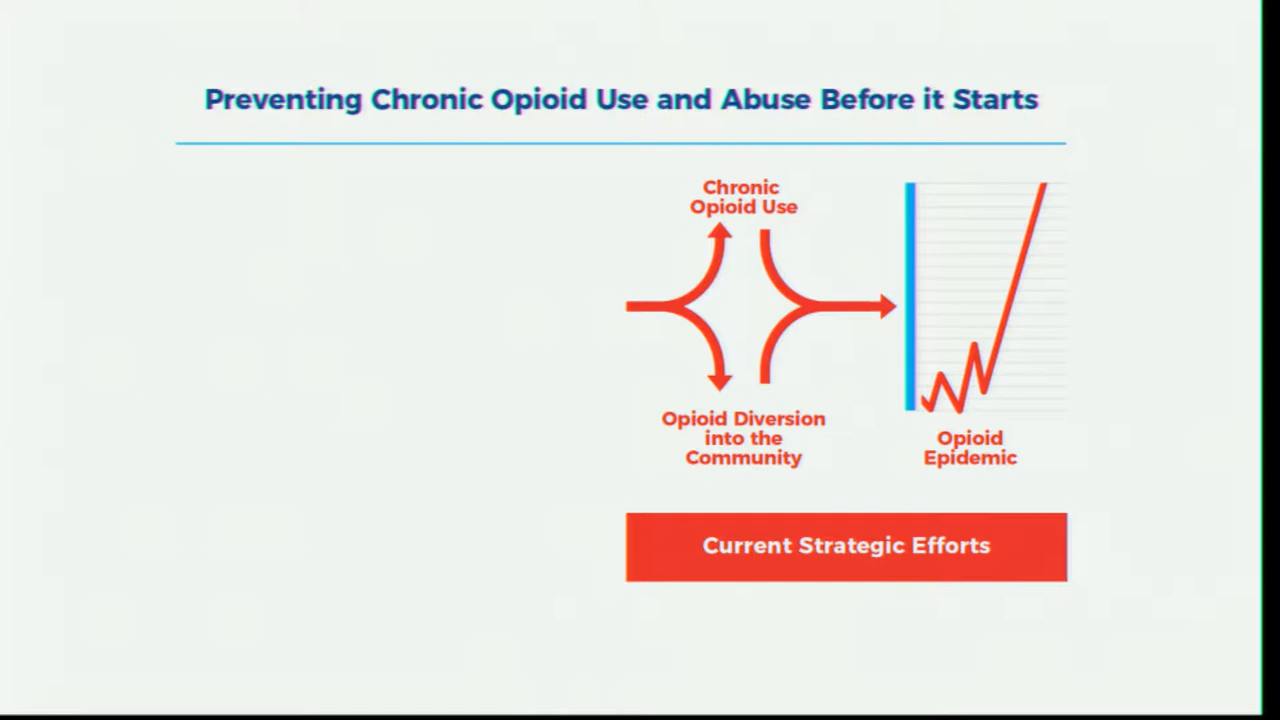 Preventing Chronic Opioid Use and Abuse Before it Starts
Chronic
Opioid Use
Opioid Diversion
into the
Community
Opioid
Epidemic
Current Strategic Efforts